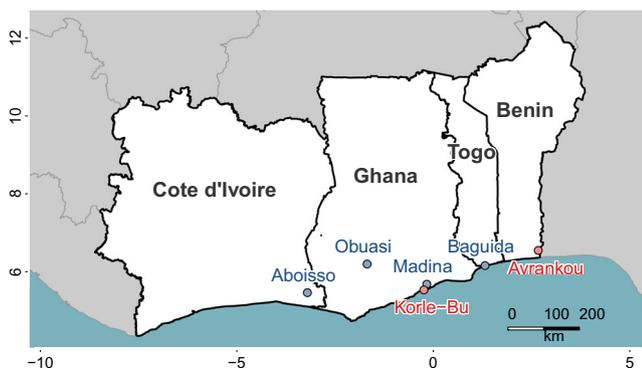 12
10
8
6
Benin
Togo
Ghana
Cote d'Ivoire
Obuasi
Baguida
Madina
Aboisso
Avrankou
Korle−Bu
0 100 200
km
−10 −5 0 5